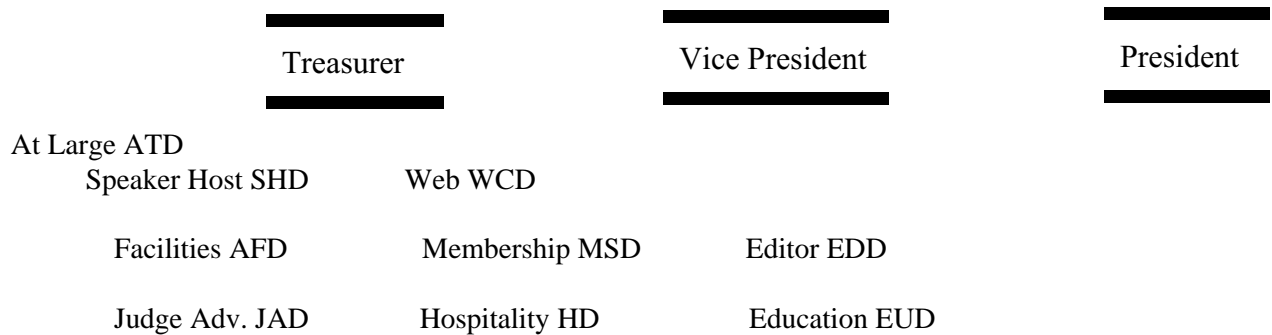 Treasurer Vice President President
At Large ATD
Speaker Host SHD Web WCD
Facilities AFD Membership MSD Editor EDD
Judge Adv. JAD Hospitality HD Education EUD